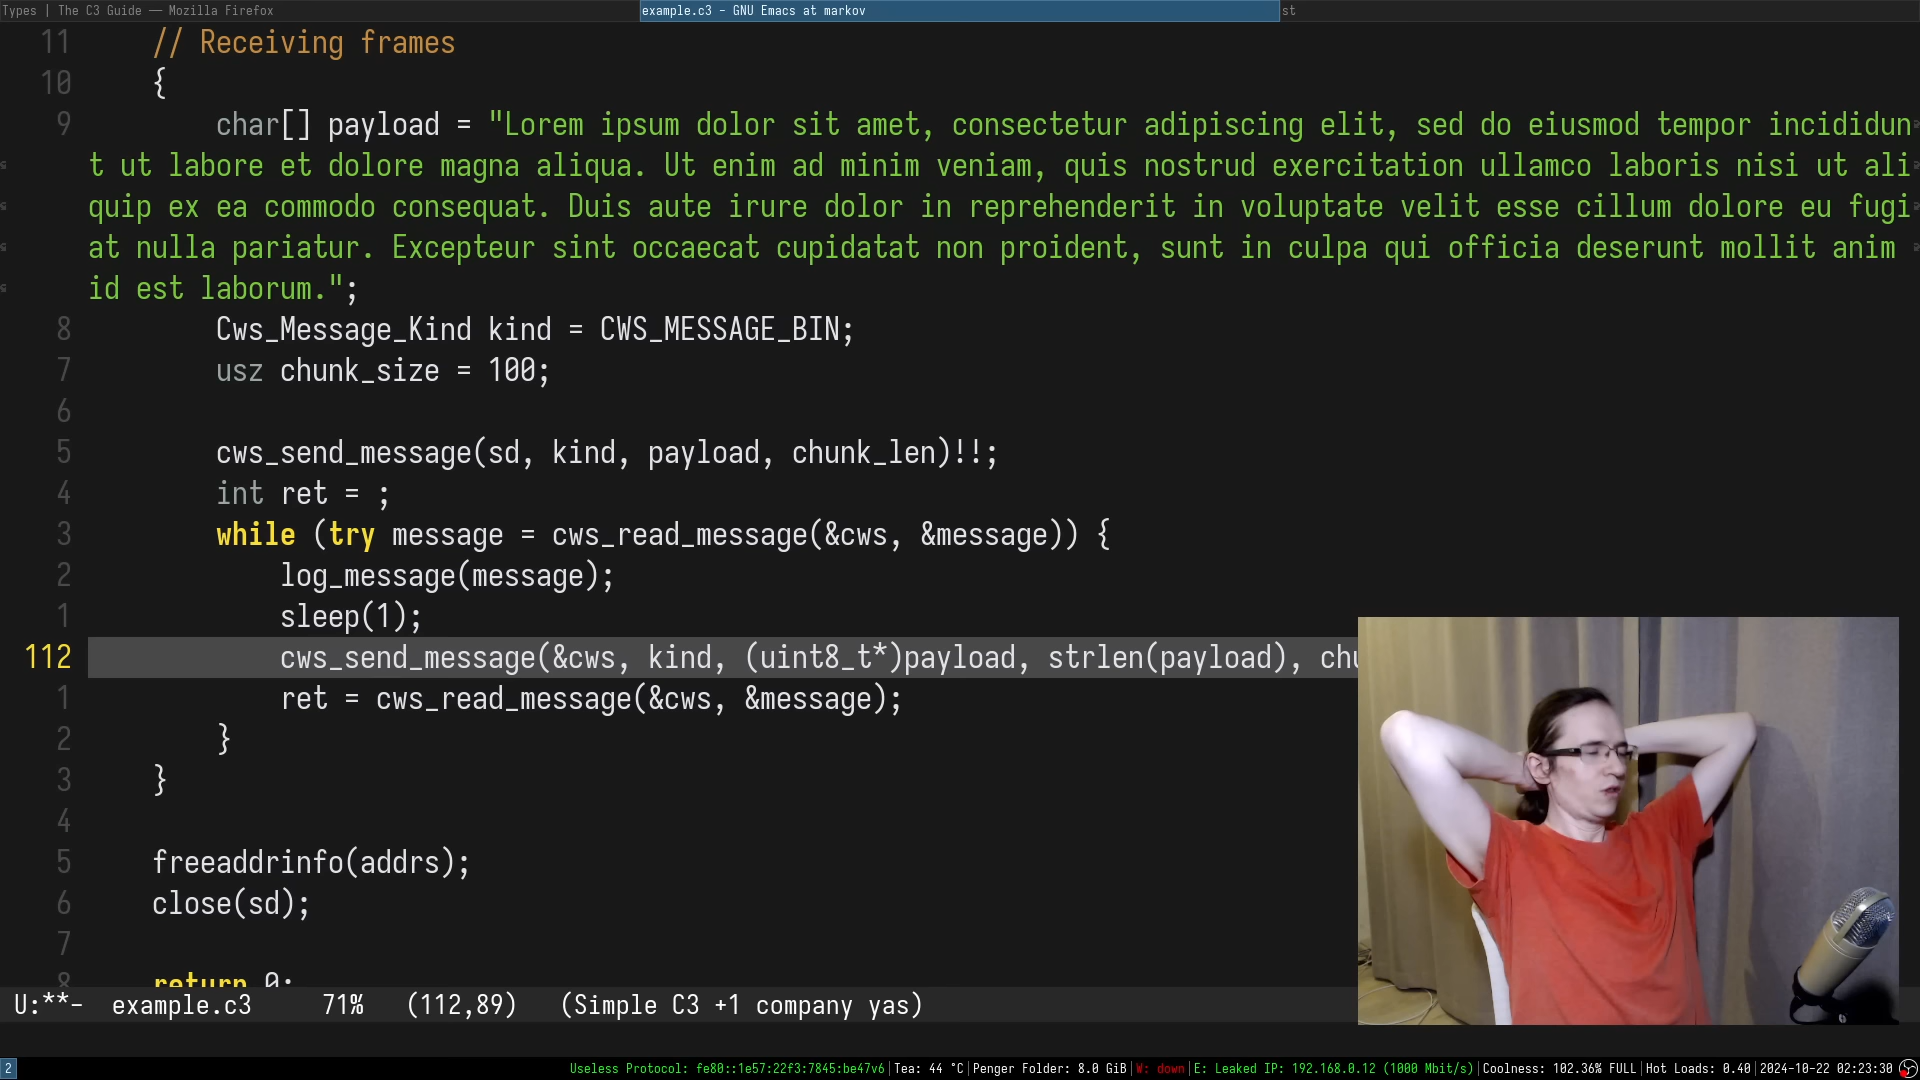 Types | The C3 Guide — Mozilla Firefox
example.c3 - GNU Emacs at markov
st
11 // Receiving frames
10 {
9 char[] payload = "Lorem ipsum dolor sit amet, consectetur adipiscing elit, sed do eiusmod tempor incididun
t ut labore et dolore magna aliqua. Ut enim ad minim veniam, quis nostrud exercitation ullamco laboris nisi ut ali
quip ex ea commodo consequat. Duis aute irure dolor in reprehenderit in voluptate velit esse cillum dolore eu fugi
at nulla pariatur. Excepteur sint occaecat cupidatat non proident, sunt in culpa qui officia deserunt mollit anim
id est laborum.";
8 Cws_Message_Kind kind = CWS_MESSAGE_BIN;
7 usz chunk_size = 100;
6
5 cws_send_message(sd, kind, payload, chunk_len)!!;
4 int ret = ;
3 while (try message = cws_read_message(&cws, &message)) {
2 log_message(message);
1 sleep(1);
112 cws_send_message(&cws, kind, (uint8_t*)payload, strlen(payload), chu
1 ret = cws_read_message(&cws, &message);
2 }
3 }
4
5 freeaddrinfo(addrs);
6 close(sd);
7
8 return 0;
U:**- example.c3 71% (112,89) (Simple C3 +1 company yas)
2 Useless Protocol: fe80::1e57:22f3:7845:be47v6|Tea: 44 °C|Penger Folder: 8.0 GiB|W: down|E: Leaked IP: 192.168.0.12 (1000 Mbit/s)|Coolness: 102.36% FULL|Hot Loads: 0.40|2024-10-22 02:23:30